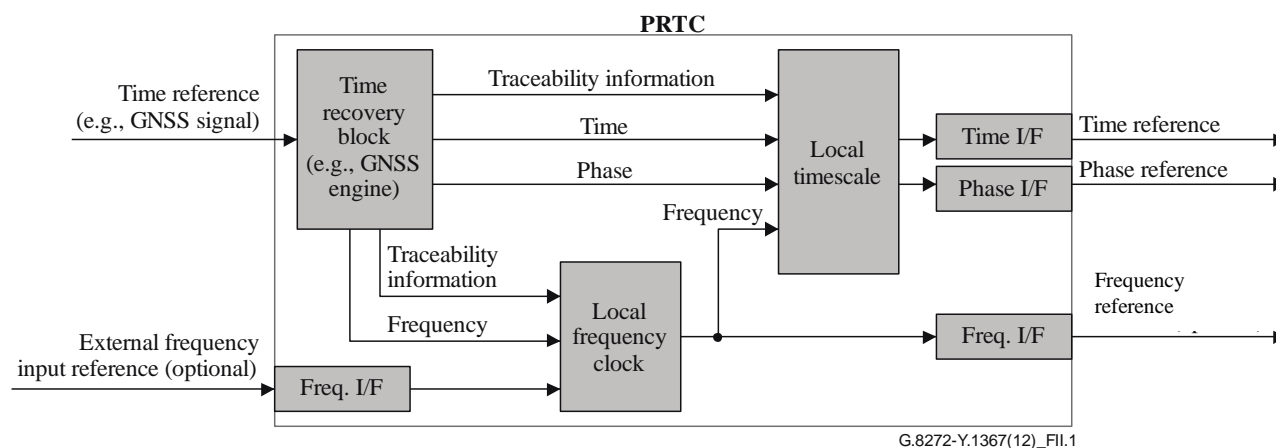 PRTC
Time reference
(e.g., GNSS signal)
Time
recovery
block
(e.g., GNSS
engine)
Traceability information
Time
Phase
Frequency
Local
timescale
Time I/F
Phase I/F
Time reference
Phase reference
Traceability
information
Frequency
Local
frequency
clock
Frequency
reference
Freq. I/F
External frequency
input reference (optional)
Freq. I/F
G.8272-Y.1367(12)_FII.1